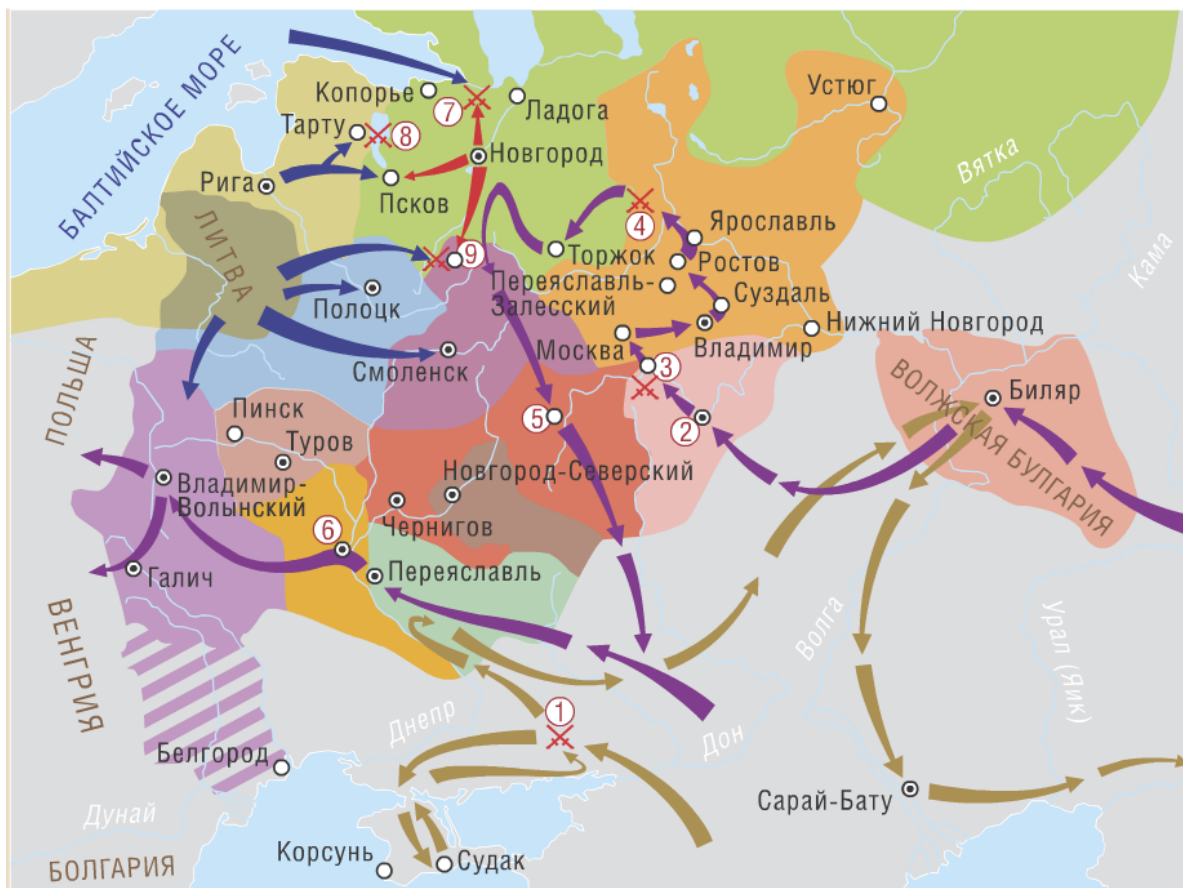 БАЛТИЙСКОЕ МОРЕ
Копорье
7
Ладога
Устюг
Тарту
8
Новгород
Вятка
Рига
Псков
ЛИТВА
4
Ярославль
Кама
9
Торжок
Ростов
Переяславль-
Залесский
Суздаль
Полоцк
Нижний Новгород
Москва
Владимир
ПОЛЬША
Смоленск
3
ВОЛЖСКАЯ БУЛГАРИЯ
Биляр
Пинск
Туров
5
2
Новгород-Северский
Владимир-
Волынский
Чернигов
6
Галич
Переяславль
ВЕНГРИЯ
Волга
Урал (Яик)
Днепр
1
Дон
Белгород
Сарай-Бату
Дунай
Корсунь
Судак
БОЛГАРИЯ